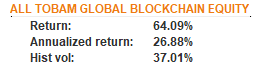 ALL TOBAM GLOBAL BLOCKCHAIN EQUITY
Return: 64.09%
Annualized return: 26.88%
Hist vol: 37.01%